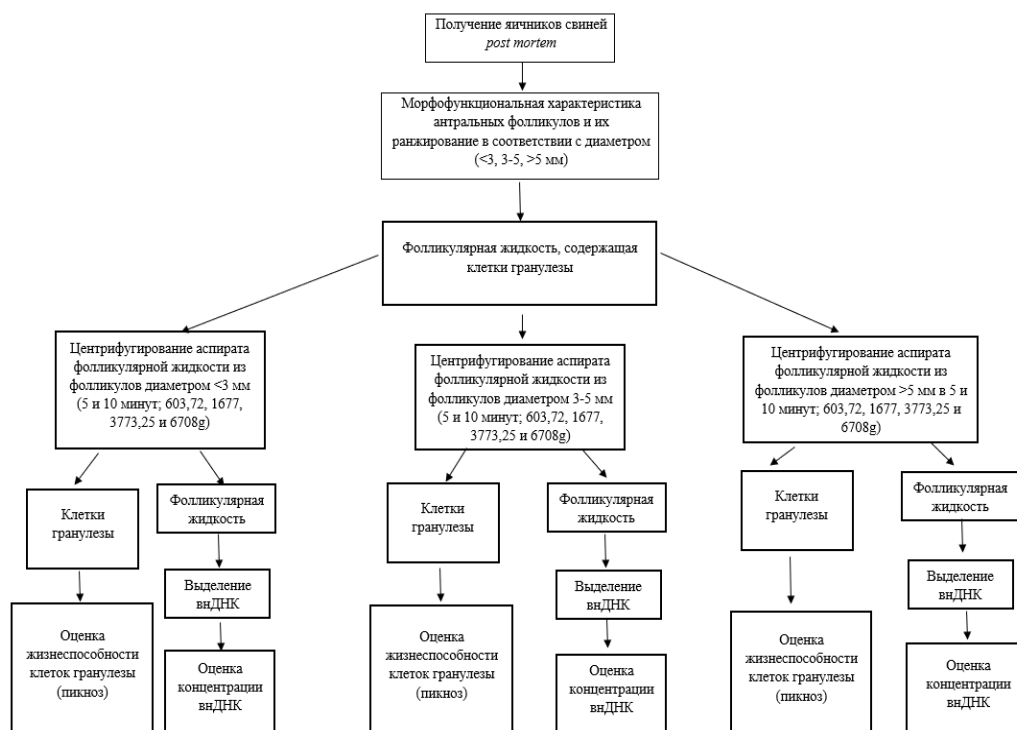 Получение яичников свиней
post mortem
Морфофункциональная характеристика
антральных фолликулов и их
ранжирование в соответствии с диаметром
(<3, 3-5, >5 мм)
Фолликулярная жидкость, содержащая
клетки гранулезы
Центрифугирование аспирата
фолликулярной жидкости из
фолликулов диаметром <3 мм
(5 и 10 минут; 603,72, 1677,
3773,25 и 6708g)
Центрифугирование аспирата
фолликулярной жидкости из
фолликулов диаметром 3-5 мм
(5 и 10 минут; 603,72, 1677,
3773,25 и 6708g)
Центрифугирование аспирата
фолликулярной жидкости из
фолликулов диаметром >5 мм в 5 и
10 минут; 603,72, 1677, 3773,25 и
6708g)
Клетки
гранулезы
Фолликулярная
жидкость
Клетки
гранулезы
Фолликулярная
жидкость
Клетки
гранулезы
Фолликулярная
жидкость
Выделение
внДНК
Выделение
внДНК
Выделение
внДНК
Оценка
жизнеспособности
клеток гранулезы
(пикноз)
Оценка
концентрации
внДНК
Оценка
жизнеспособности
клеток гранулезы
(пикноз)
Оценка
концентрации
внДНК
Оценка
жизнеспособности
клеток гранулезы
(пикноз)
Оценка
концентрации
внДНК